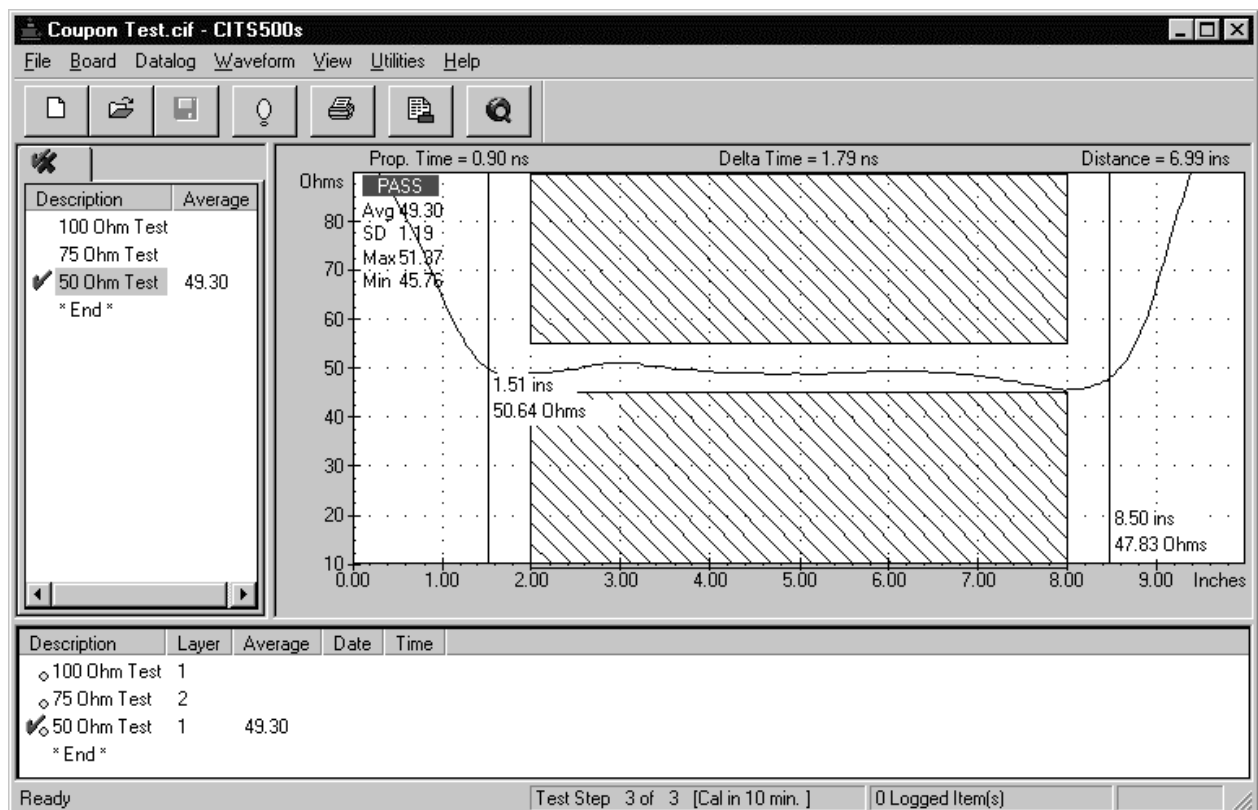 Coupon Test.cif - CITS500s
File Board Datalog Waveform View Utilities Help
Description Average
100 Ohm Test
75 Ohm Test
50 Ohm Test 49.30
* End *
Prop. Time = 0.90 ns Delta Time = 1.79 ns Distance = 6.99 ins
Ohms PASS
Avg 49.30
80
SD 1.19
Max 51.37
70
Min 45.76
60
50
1.51 ins
40
50.64 Ohms
30
20
8.50 ins
47.83 Ohms
10
0.00 1.00 2.00 3.00 4.00 5.00 6.00 7.00 8.00 9.00 Inches
Description Layer Average Date Time
100 Ohm Test 1
75 Ohm Test 2
50 Ohm Test 1 49.30
* End *
Ready Test Step 3 of 3 [Cal in 10 min. ] 0 Logged Item(s)